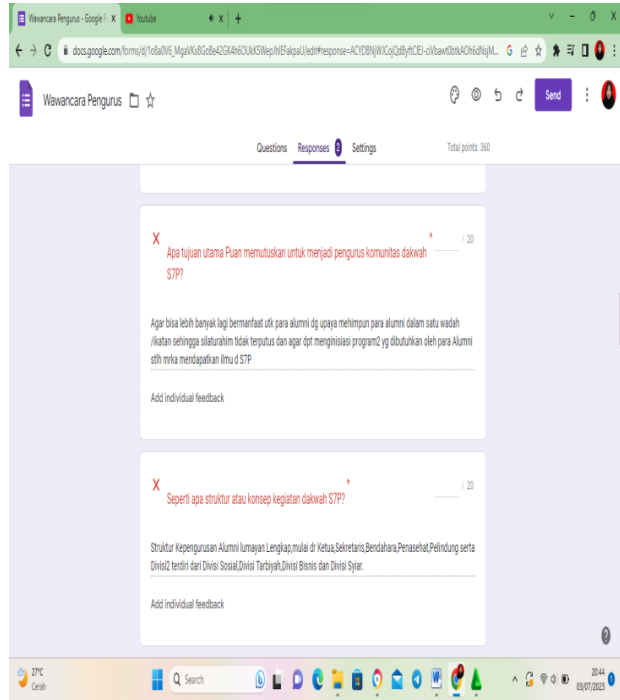 Wawancara Pengurus - Google F
Youtube
docs.google.com/forms/d/
Wawancara Pengurus
Send
Questions Responses 2 Settings
Total points: 360
Apa tujuan utama Puan memutuskan untuk menjadi pengurus komunitas dakwah * / 20
S7P?
Agar bisa lebih banyak lagi bermanfaat utk para alumni dg upaya mehimpun para alumni dalam satu wadah
/ikatan sehingga silaturahim tidak terputus dan agar dpt menginisiasi program2 yg dibutuhkan oleh para Alumni
stlh mrka mendapatkan ilmu d S7P
Add individual feedback
Seperti apa struktur atau konsep kegiatan dakwah S7P? * / 20
Struktur Kepengurusan Alumni lumayan Lengkap,mulai dr Ketua,Sekretaris,Bendahara,Penasehat,Pelindung serta
Divisi2 terdiri dari Divisi Sosial,Divisi Tarbiyah,Divisi Bisnis dan Divisi Syiar.
Add individual feedback
27°C
Cerah
Search
20:44
03/07/2023